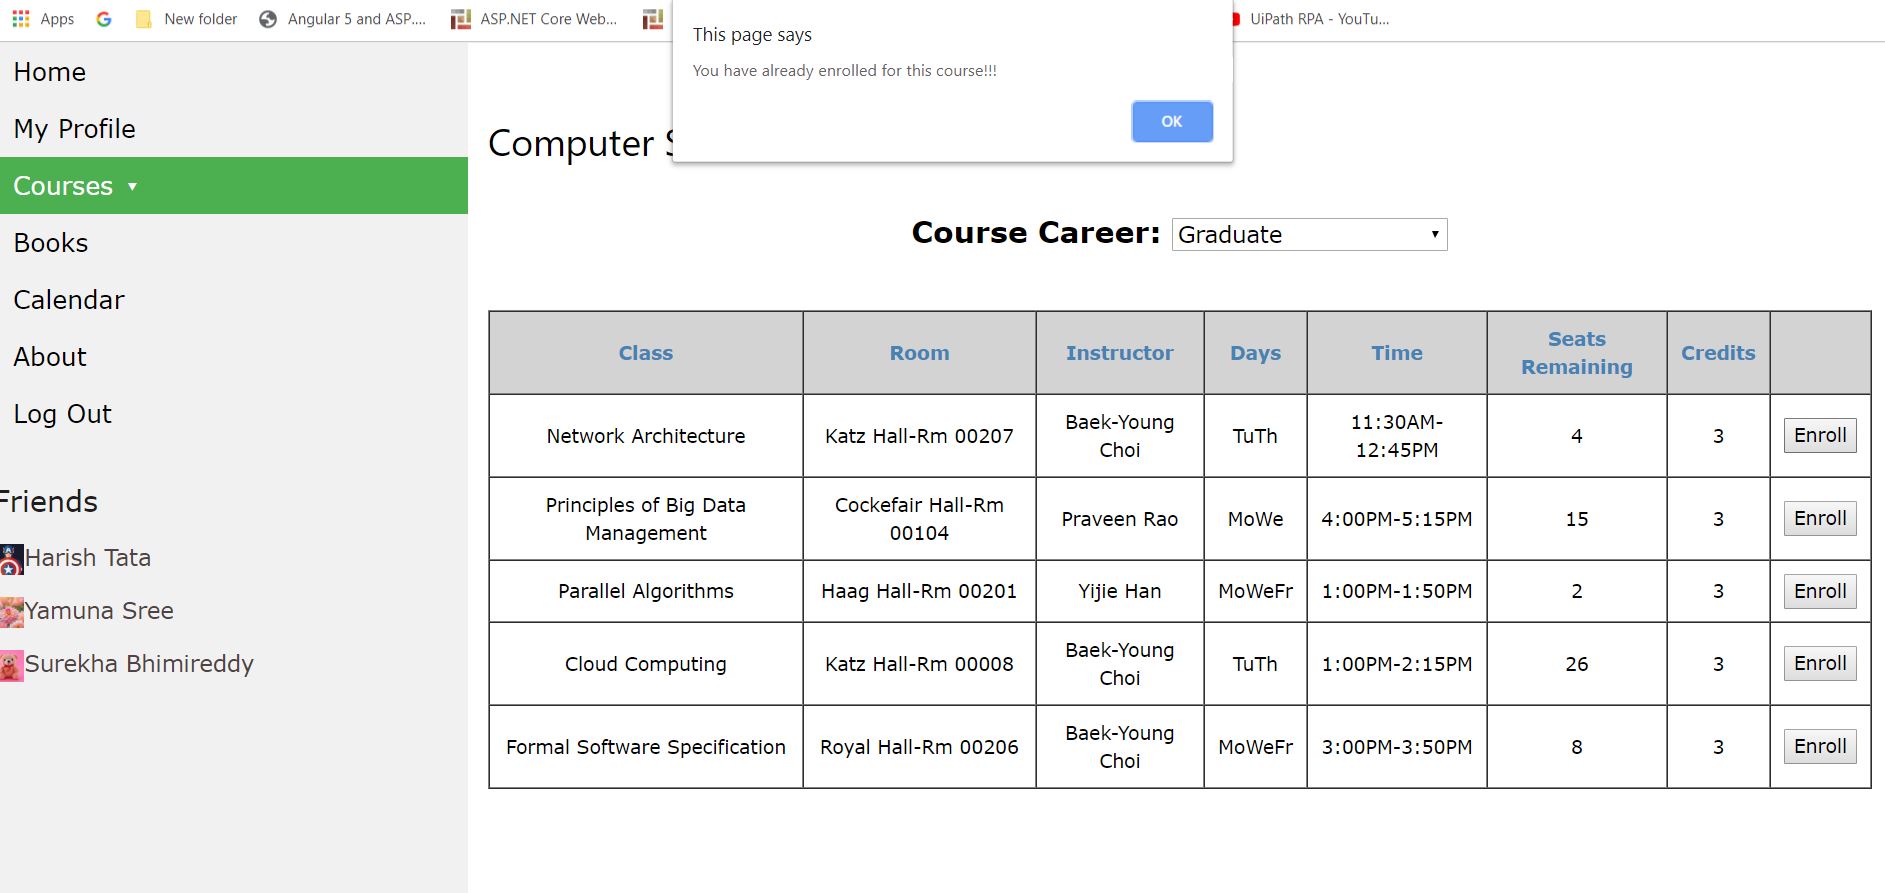 Apps
New folder
Angular 5 and ASP....
ASP.NET Core Web...
UiPath RPA - YouTu...
This page says
You have already enrolled for this course!!!
OK
Home
My Profile
Courses ▾
Books
Calendar
About
Log Out
Friends
Harish Tata
Yamuna Sree
Surekha Bhimireddy
Computer
Course Career: Graduate
Class Room Instructor Days Time Seats Remaining Credits
Network Architecture Katz Hall-Rm 00207 Baek-Young Choi TuTh 11:30AM-12:45PM 4 3 Enroll
Principles of Big Data Management Cockefair Hall-Rm 00104 Praveen Rao MoWe 4:00PM-5:15PM 15 3 Enroll
Parallel Algorithms Haag Hall-Rm 00201 Yijie Han MoWeFr 1:00PM-1:50PM 2 3 Enroll
Cloud Computing Katz Hall-Rm 00008 Baek-Young Choi TuTh 1:00PM-2:15PM 26 3 Enroll
Formal Software Specification Royal Hall-Rm 00206 Baek-Young Choi MoWeFr 3:00PM-3:50PM 8 3 Enroll